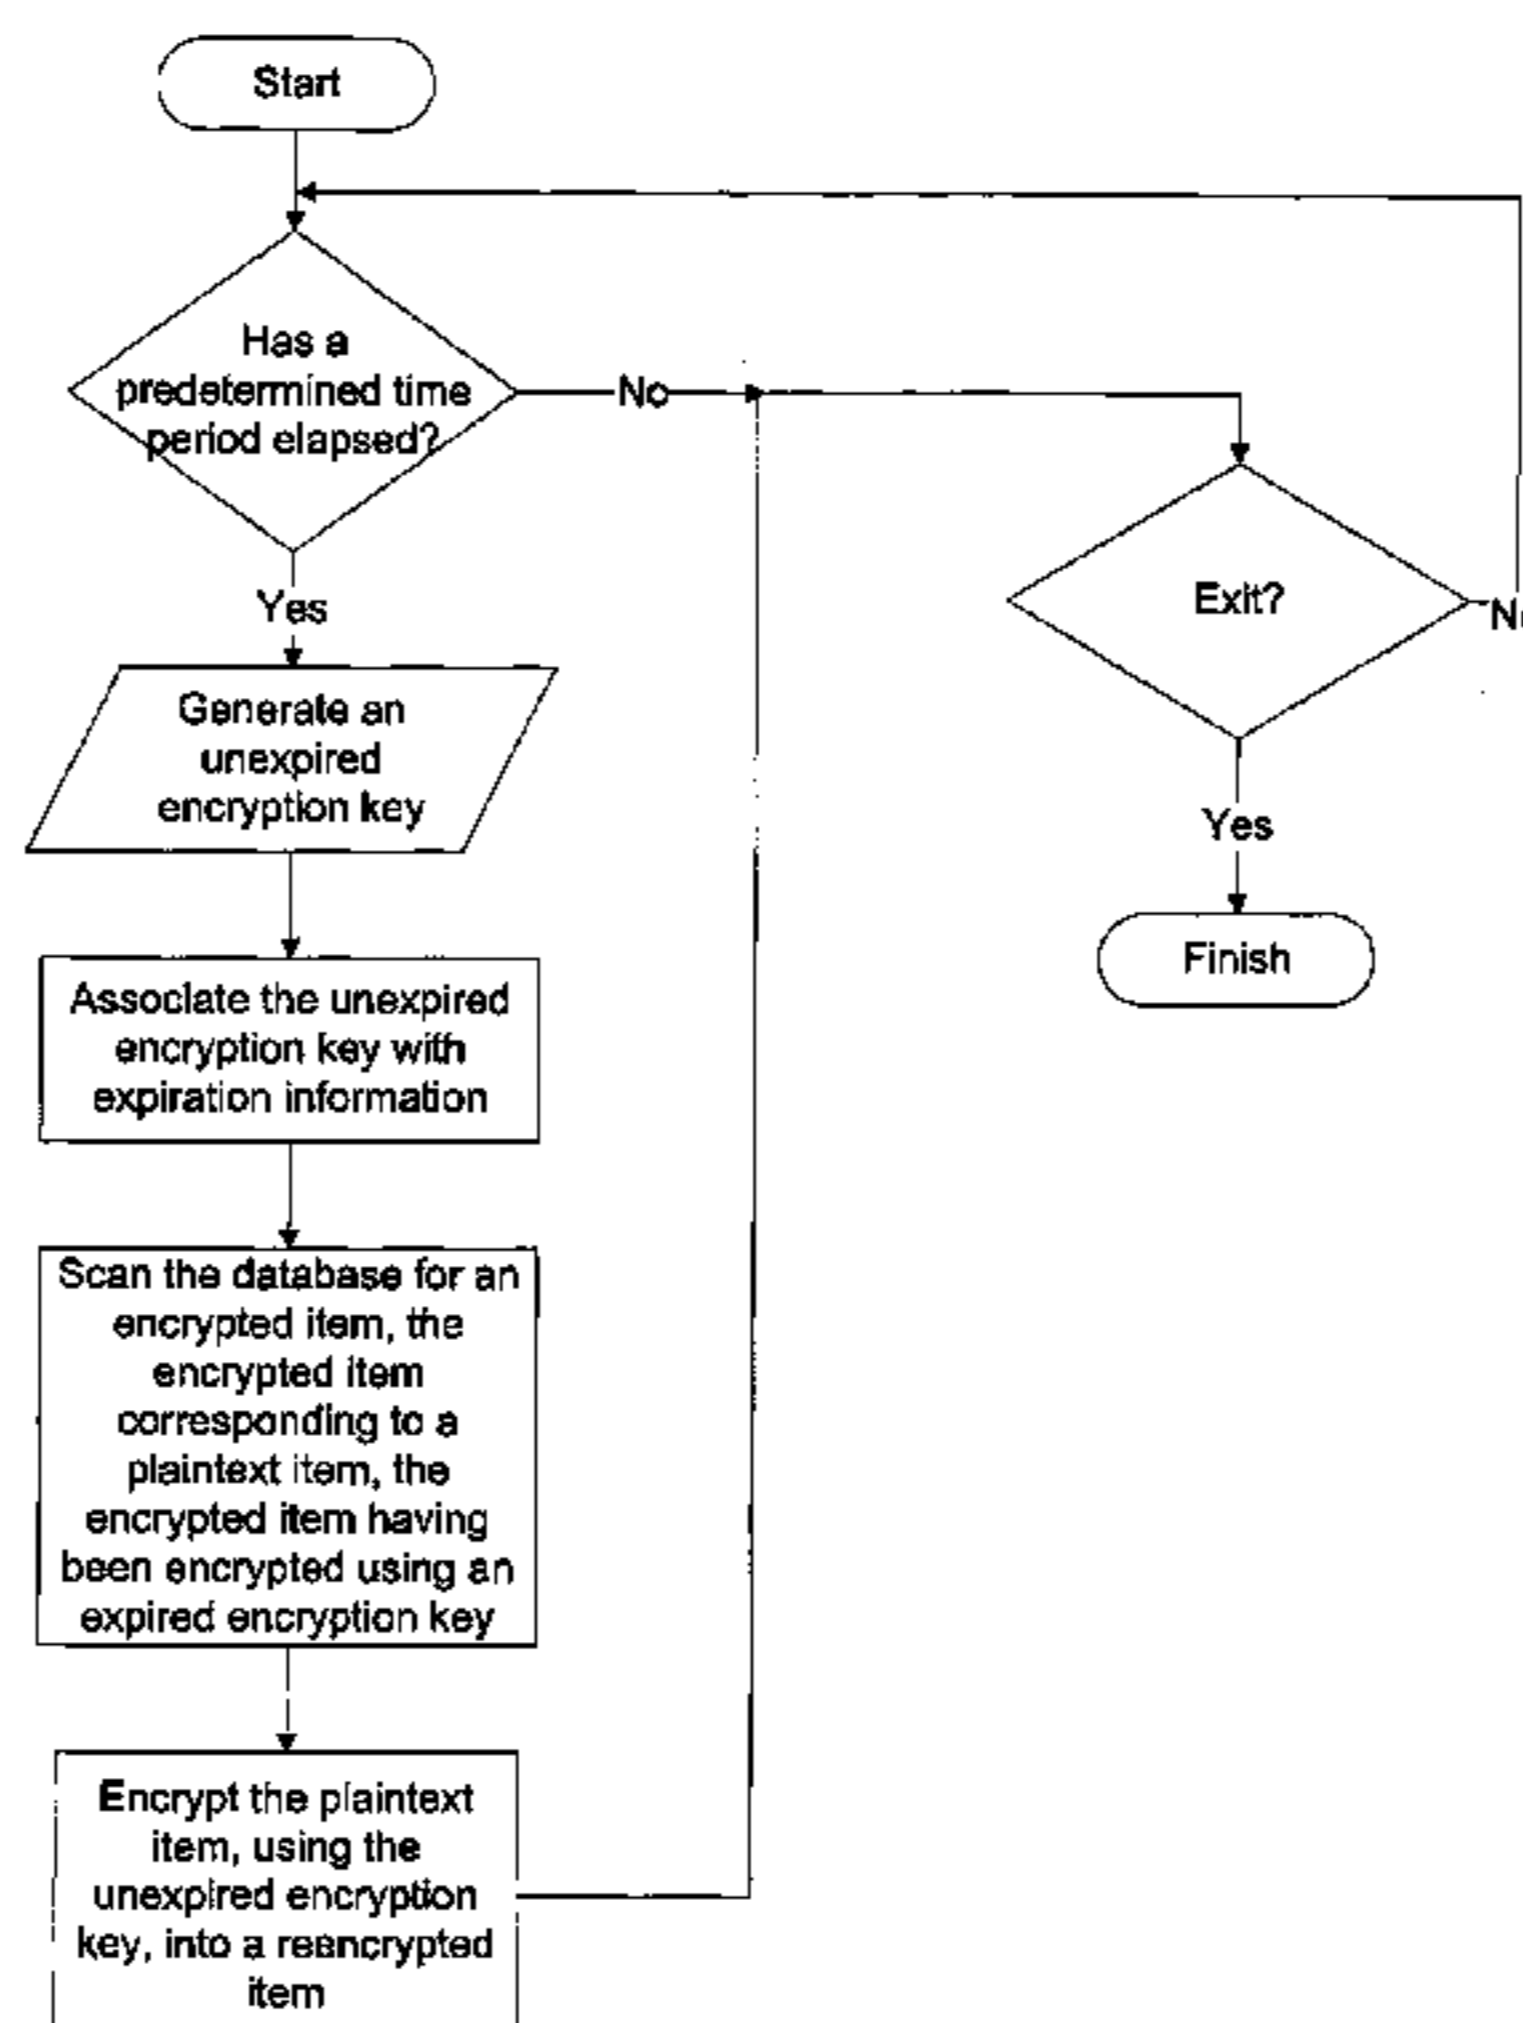 Start
Has a
predetermined time
period elapsed?
No
Yes
Generate an
unexpired
encryption key
Associate the unexpired
encryption key with
expiration information
Scan the database for an
encrypted item, the
encrypted item
corresponding to a
plaintext item, the
encrypted item having
been encrypted using an
expired encryption key
Encrypt the plaintext
item, using the
unexpired encryption
key, into a reencrypted
item
Exit?
Yes
Finish